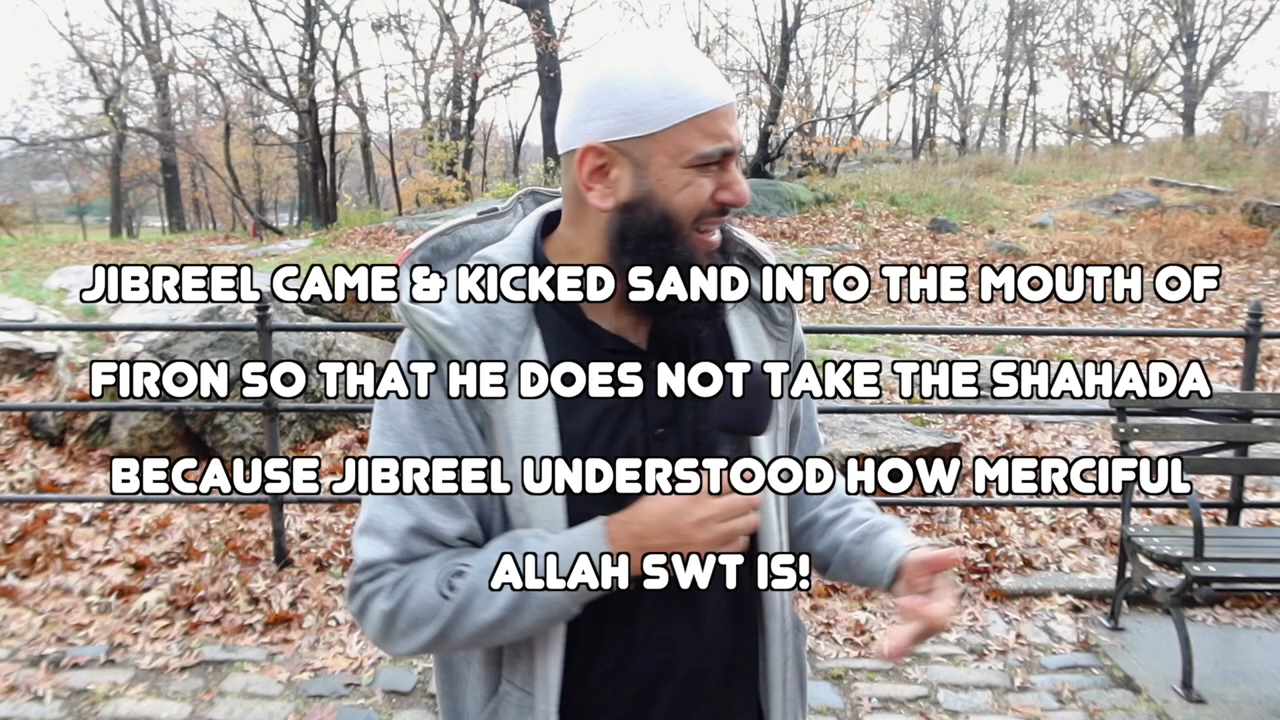 JIBREEL CAME & KICKED SAND INTO THE MOUTH OF
FIRON SO THAT HE DOES NOT TAKE THE SHAHADA
BECAUSE JIBREEL UNDERSTOOD HOW MERCIFUL
ALLAH SWT IS!